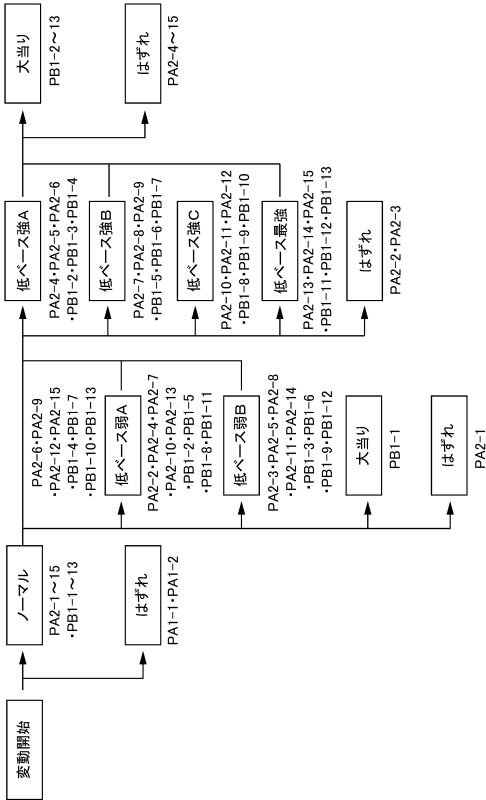 変動開始
ノーマル
PA2-1～15
・PB1-1～13
はずれ
PA1-1・PA1-2
PA2-6・PA2-9
・PA2-12・PA2-15
・PB1-4・PB1-7
・PB1-10・PB1-13
低ベース弱A
PA2-2・PA2-4・PA2-7
・PA2-10・PA2-13
・PB1-2・PB1-5
・PB1-8・PB1-11
低ベース弱B
PA2-3・PA2-5・PA2-8
・PA2-11・PA2-14
・PB1-3・PB1-6
・PB1-9・PB1-12
大当り
PB1-1
はずれ
PA2-1
低ベース強A
PA2-4・PA2-5・PA2-6
・PB1-2・PB1-3・PB1-4
低ベース強B
PA2-7・PA2-8・PA2-9
・PB1-5・PB1-6・PB1-7
低ベース強C
PA2-10・PA2-11・PA2-12
・PB1-8・PB1-9・PB1-10
低ベース最強
PA2-13・PA2-14・PA2-15
・PB1-11・PB1-12・PB1-13
はずれ
PA2-2・PA2-3
大当り
PB1-2～13
はずれ
PA2-4～15